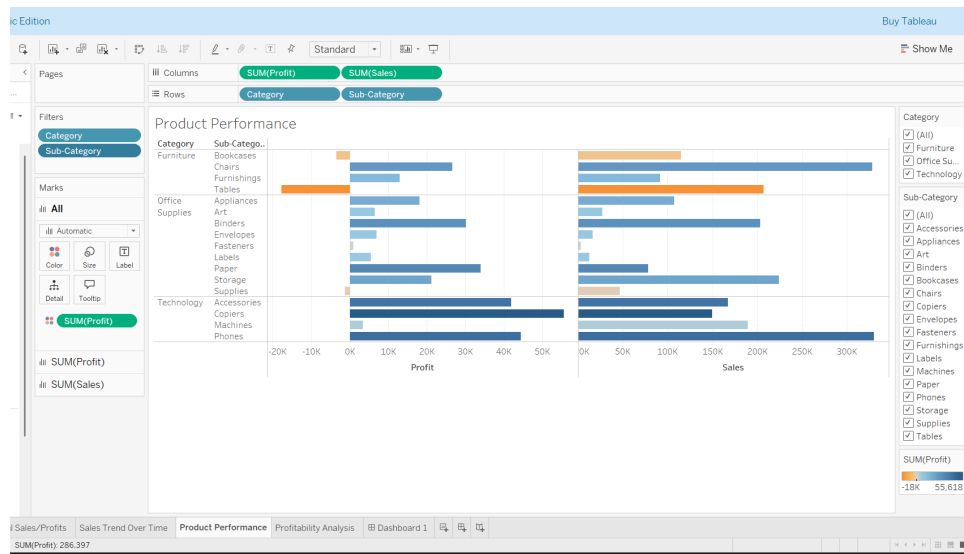 ic Edition
Buy Tableau
Standard
Show Me
Pages
Columns
SUM(Profit)
SUM(Sales)
Rows
Category
Sub-Category
Filters
Category
Sub-Category
Marks
All
Automatic
Color
Size
Label
Detail
Tooltip
SUM(Profit)
SUM(Profit)
SUM(Sales)
Product Performance
Category Sub-Catego..
Furniture Bookcases
Chairs
Furnishings
Tables
Office Supplies Appliances
Art
Binders
Envelopes
Fasteners
Labels
Paper
Storage
Supplies
Technology Accessories
Copiers
Machines
Phones
-20K -10K 0K 10K 20K 30K 40K 50K
Profit
00K 50K 100K 150K 200K 250K 300K
Sales
Category
(All)
Furniture
Office Su...
Technology
Sub-Category
(All)
Accessories
Appliances
Art
Binders
Bookcases
Chairs
Copiers
Envelopes
Fasteners
Furnishings
Labels
Machines
Paper
Phones
Storage
Supplies
Tables
SUM(Profit)
-18K 55,618
Sales/Profits
Sales Trend Over Time
Product Performance
Profitability Analysis
Dashboard 1
SUM(Profit): 286.397